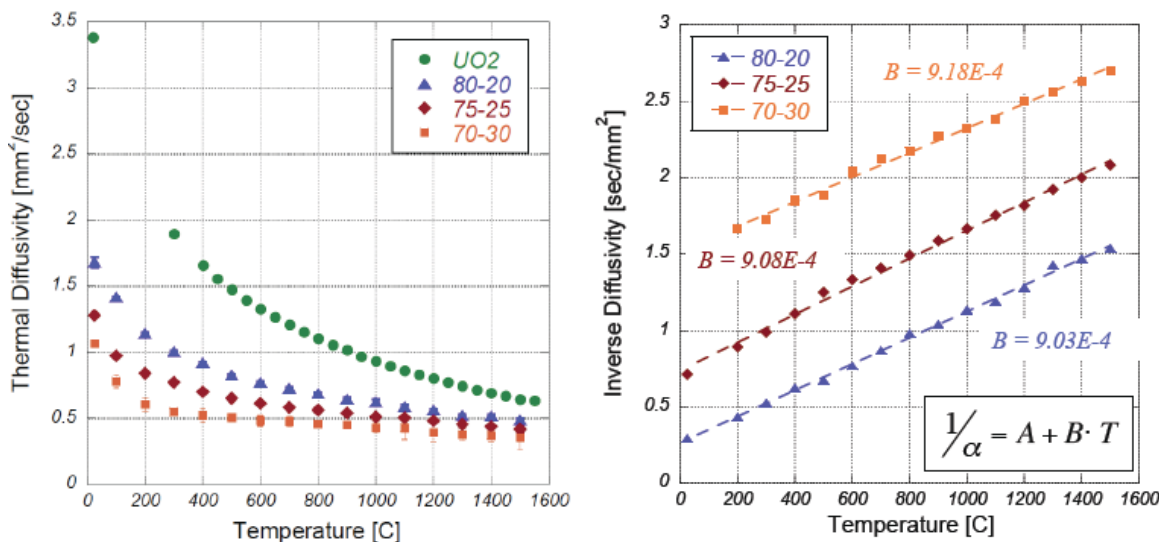 Thermal Diffusivity [mm²/sec]
3.5
3
2.5
2
1.5
1
0.5
0
UO2
80-20
75-25
70-30
0 200 400 600 800 1000 1200 1400 1600
Temperature [C]
Inverse Diffusivity [sec/mm²]
3
2.5
2
1.5
1
0.5
0
80-20
75-25
70-30
B = 9.18E-4
B = 9.08E-4
B = 9.03E-4
1/α = A + B· T
0 200 400 600 800 1000 1200 1400 1600
Temperature [C]